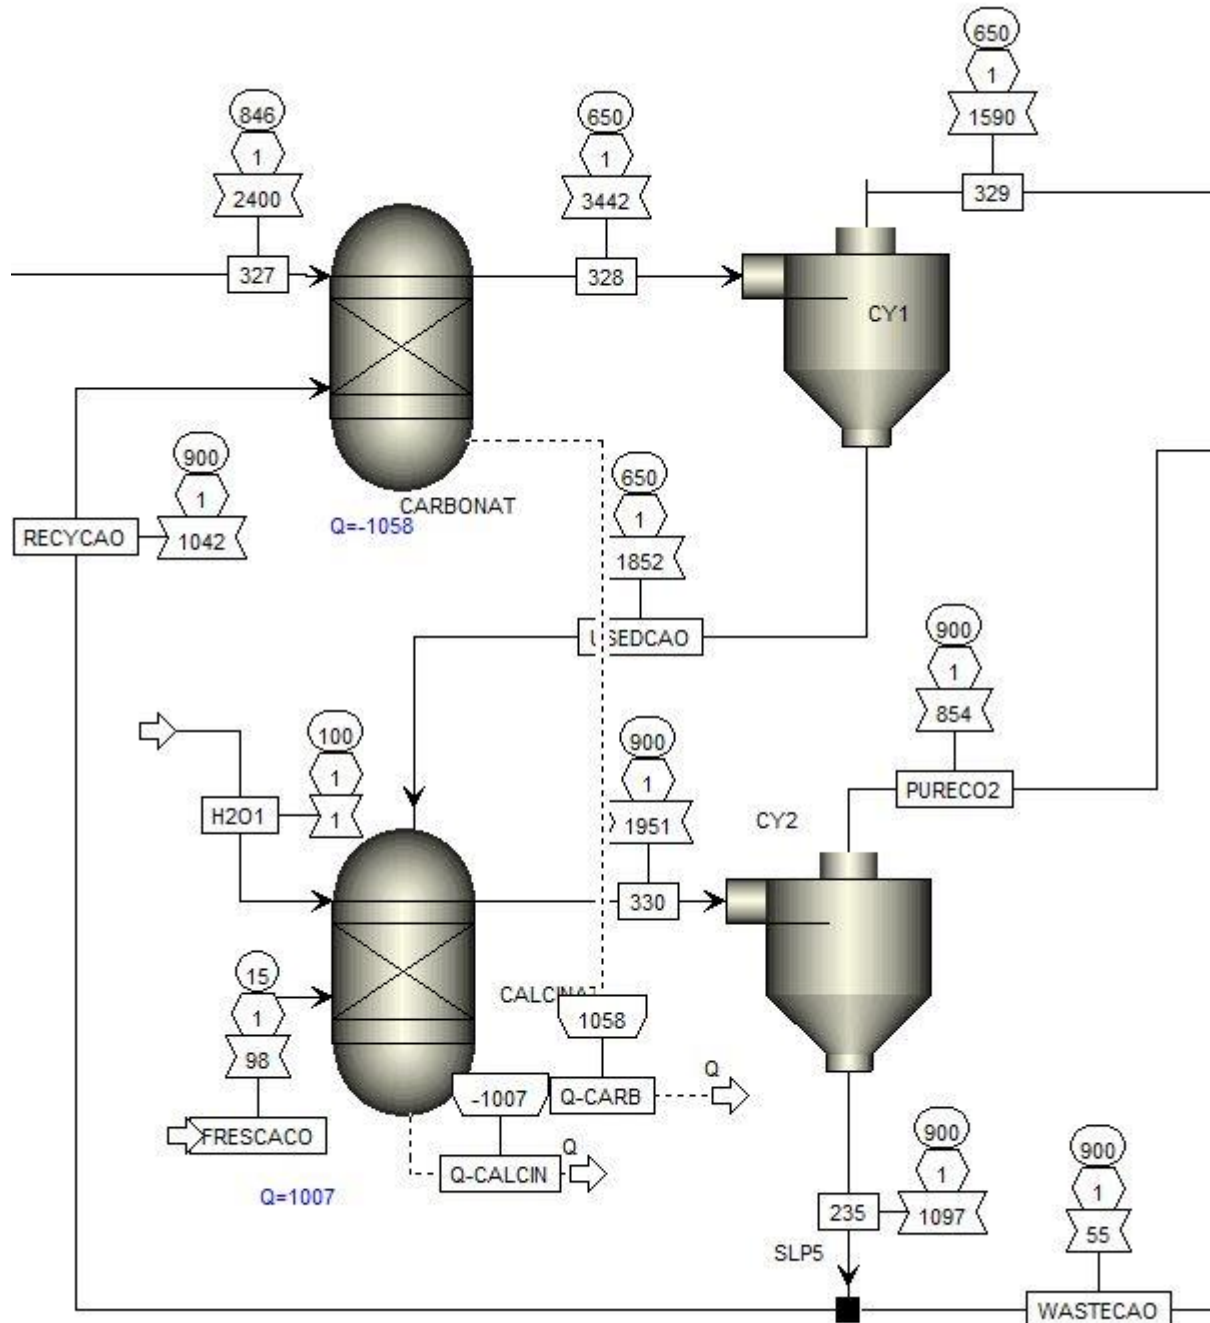 650
1
1590
329
846
1
2400
327
650
1
3442
328
CY1
900
1
1042
RECYCAO
CARBONAT
Q=-1058
650
1
1852
USEDCAO
900
1
854
PURECO2
100
1
1
H2O1
900
1
1951
330
CY2
15
1
98
FRESCACO
CALCINAT
1058
Q-CARB
Q
-1007
Q-CALCIN
Q
Q=1007
900
1
1097
235
SLP5
900
1
55
WASTECAO